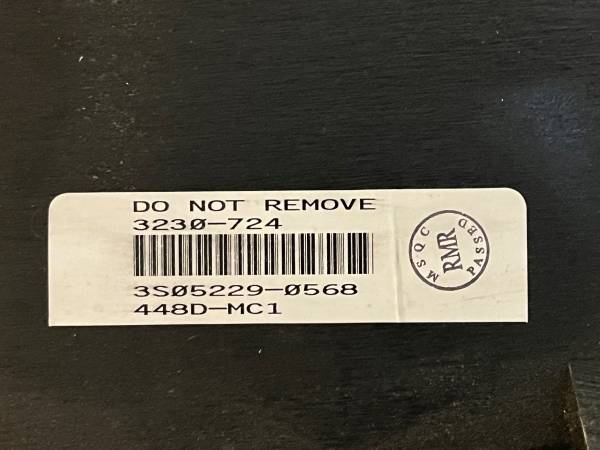 DO NOT REMOVE
3230-724
3S05229-0568
448D-MC1
MSQC
RMR
PASSED